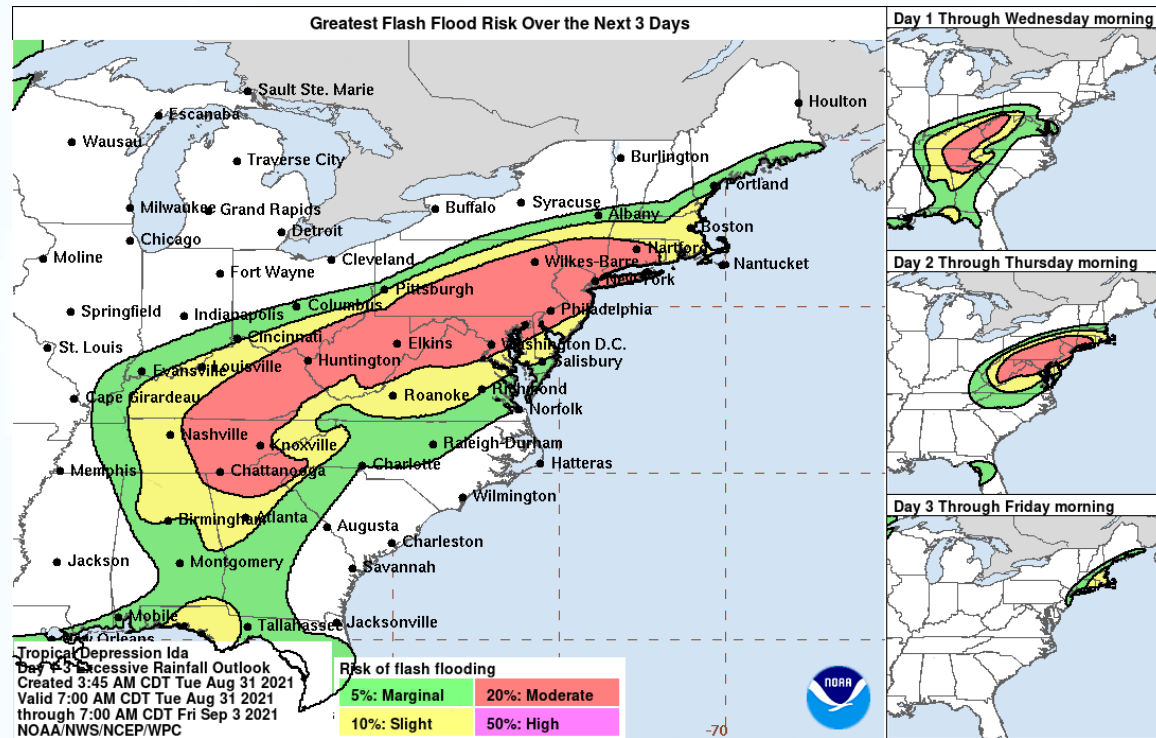 Greatest Flash Flood Risk Over the Next 3 Days
Sault Ste. Marie
Houlton
Escanaba
Wausau
Traverse City
Burlington
Portland
Milwaukee
Grand Rapids
Buffalo
Syracuse
Albany
Detroit
Boston
Chicago
Moline
Cleveland
Hartford
Nantucket
Fort Wayne
Wilkes-Barre
New York
Pittsburgh
Springfield
Indianapolis
Columbus
Philadelphia
St. Louis
Cincinnati
Elkins
Washington D.C.
Huntington
Salisbury
Evansville
Louisville
Cape Girardeau
Roanoke
Richmond
Norfolk
Nashville
Knoxville
Raleigh-Durham
Memphis
Chattanooga
Charlotte
Hatteras
Wilmington
Birmingham
Atlanta
Augusta
Charleston
Jackson
Montgomery
Savannah
Mobile
Tallahassee
Jacksonville
New Orleans
Tropical Depression Ida
Day 1-3 Excessive Rainfall Outlook
Created 3:45 AM CDT Tue Aug 31 2021
Valid 7:00 AM CDT Tue Aug 31 2021
through 7:00 AM CDT Fri Sep 3 2021
NOAA/NWS/NCEP/WPC
Risk of flash flooding
5%: Marginal
20%: Moderate
10%: Slight
50%: High
NOAA
-70
Day 1 Through Wednesday morning
Day 2 Through Thursday morning
Day 3 Through Friday morning